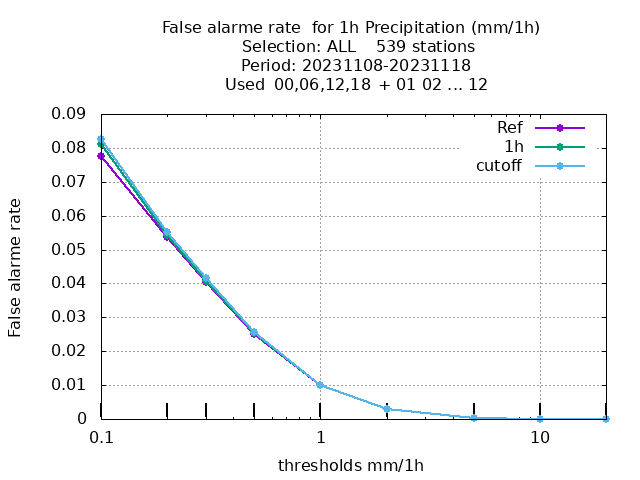 False alarme rate  for 1h Precipitation (mm/1h)
Selection: ALL    539 stations
Period: 20231108-20231118
Used  00,06,12,18  + 01 02 ... 12
Ref
1h
cutoff
0.09
0.08
0.07
0.06
0.05
0.04
0.03
0.02
0.01
0
False alarme rate
0.1
1
10
thresholds mm/1h